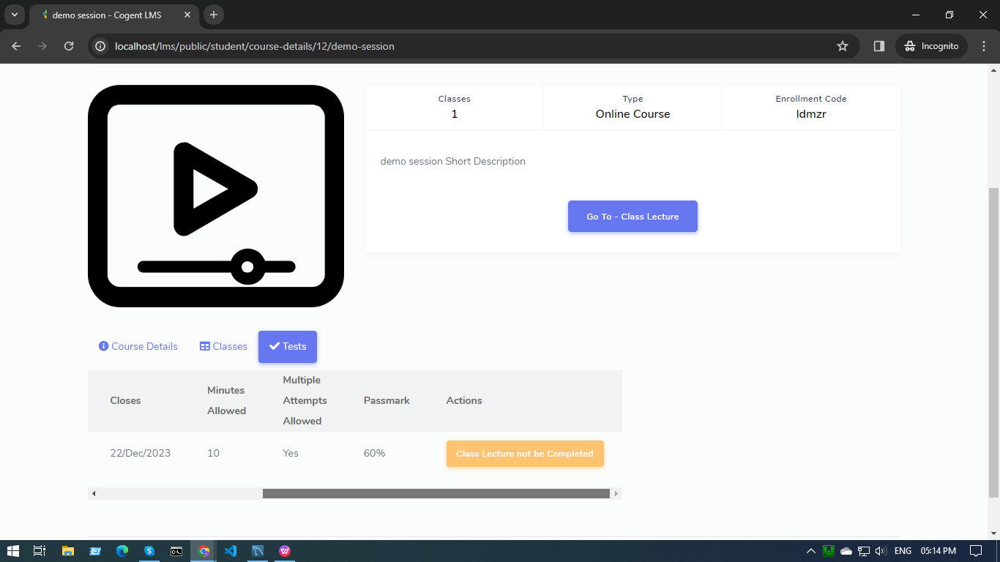 demo session - Cogent LMS
localhost/lms/public/student/course-details/12/demo-session
Incognito
Classes
1
Type
Online Course
Enrollment Code
ldmzr
demo session Short Description
Go To - Class Lecture
Course Details
Classes
Tests
Closes
Minutes
Allowed
Multiple
Attempts
Allowed
Passmark
Actions
22/Dec/2023
10
Yes
60%
Class Lecture not be Completed
ENG
05:14 PM